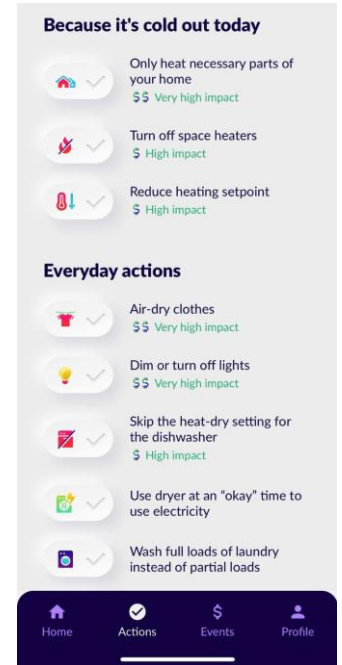 Because it's cold out today
Only heat necessary parts of
your home
$$ Very high impact
Turn off space heaters
$ High impact
Reduce heating setpoint
$ High impact
Everyday actions
Air-dry clothes
$$ Very high impact
Dim or turn off lights
$$ Very high impact
Skip the heat-dry setting for
the dishwasher
$ High impact
Use dryer at an "okay" time to
use electricity
Wash full loads of laundry
instead of partial loads
$
Home Actions Events Profile